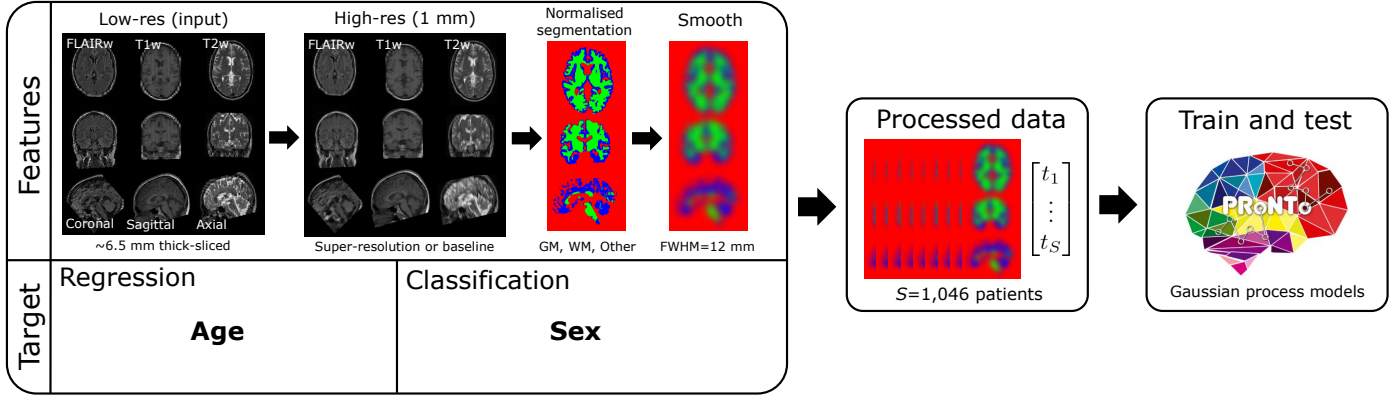 Features
Low-res (input)
FLAIRw T1w T2w
Coronal Sagittal Axial
~6.5 mm thick-sliced
High-res (1 mm)
FLAIRw T1w T2w
Super-resolution or baseline
Normalised
segmentation
GM, WM, Other
Smooth
FWHM=12 mm
Target
Regression
Age
Classification
Sex
Processed data
t1
⋮
tS
S=1,046 patients
Train and test
PRoNTo
Gaussian process models